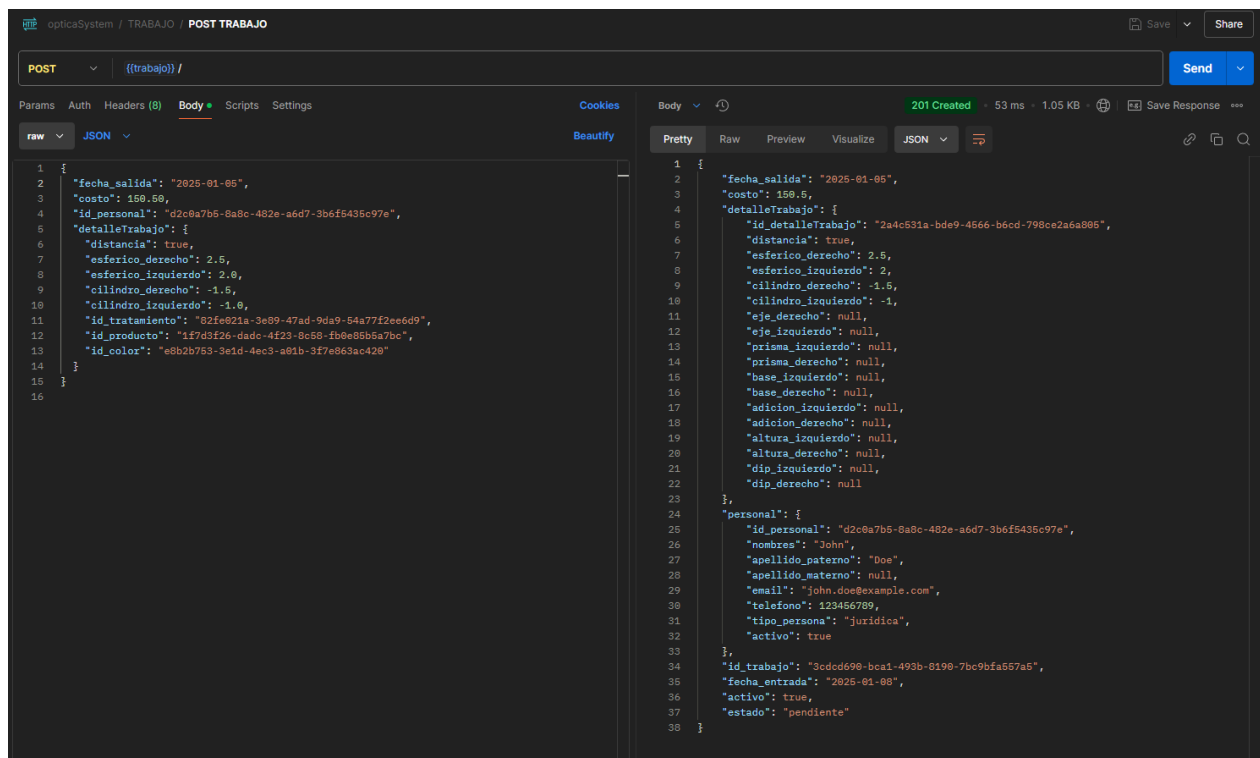 HTTP opticaSystem / TRABAJO / POST TRABAJO
Save Share
POST {{trabajo}} /
Send
Params Auth Headers (8) Body Scripts Settings Cookies
raw JSON Beautify
1 {
2 "fecha_salida": "2025-01-05",
3 "costo": 150.50,
4 "id_personal": "d2c0a7b5-8a8c-482e-a6d7-3b6f5435c97e",
5 "detalleTrabajo": {
6 "distancia": true,
7 "esferico_derecho": 2.5,
8 "esferico_izquierdo": 2.0,
9 "cilindro_derecho": -1.5,
10 "cilindro_izquierdo": -1.0,
11 "id_tratamiento": "82fe021a-3e89-47ad-9da9-54a77f2ee6d9",
12 "id_producto": "1f7d3f26-dadc-4f23-8c58-fb0e85b5a7bc",
13 "id_color": "e8b2b753-3e1d-4ec3-a01b-3f7e863ac420"
14 }
15 }
16
Body 201 Created 53 ms 1.05 KB e.g. Save Response
Pretty Raw Preview Visualize JSON
1 {
2 "fecha_salida": "2025-01-05",
3 "costo": 150.5,
4 "detalleTrabajo": {
5 "id_detalleTrabajo": "2a4c531a-bde9-4566-b6cd-798ce2a6a805",
6 "distancia": true,
7 "esferico_derecho": 2.5,
8 "esferico_izquierdo": 2,
9 "cilindro_derecho": -1.5,
10 "cilindro_izquierdo": -1,
11 "eje_derecho": null,
12 "eje_izquierdo": null,
13 "prisma_izquierdo": null,
14 "prisma_derecho": null,
15 "base_izquierdo": null,
16 "base_derecho": null,
17 "adicion_izquierdo": null,
18 "adicion_derecho": null,
19 "altura_izquierdo": null,
20 "altura_derecho": null,
21 "dip_izquierdo": null,
22 "dip_derecho": null
23 },
24 "personal": {
25 "id_personal": "d2c0a7b5-8a8c-482e-a6d7-3b6f5435c97e",
26 "nombres": "John",
27 "apellido_paterno": "Doe",
28 "apellido_materno": null,
29 "email": "john.doe@example.com",
30 "telefono": 123456789,
31 "tipo_persona": "juridica",
32 "activo": true
33 },
34 "id_trabajo": "3cdcd690-bca1-493b-8190-7bc9bfa557a5",
35 "fecha_entrada": "2025-01-08",
36 "activo": true,
37 "estado": "pendiente"
38 }